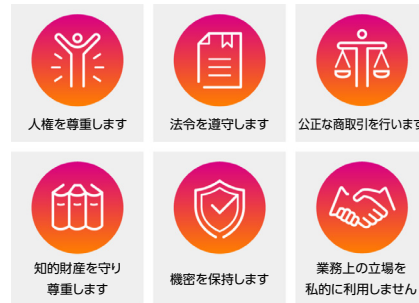 人権を尊重します
法令を遵守します
公正な商取引を行います
知的財産を守り
尊重します
機密を保持します
業務上の立場を
私的に利用しません